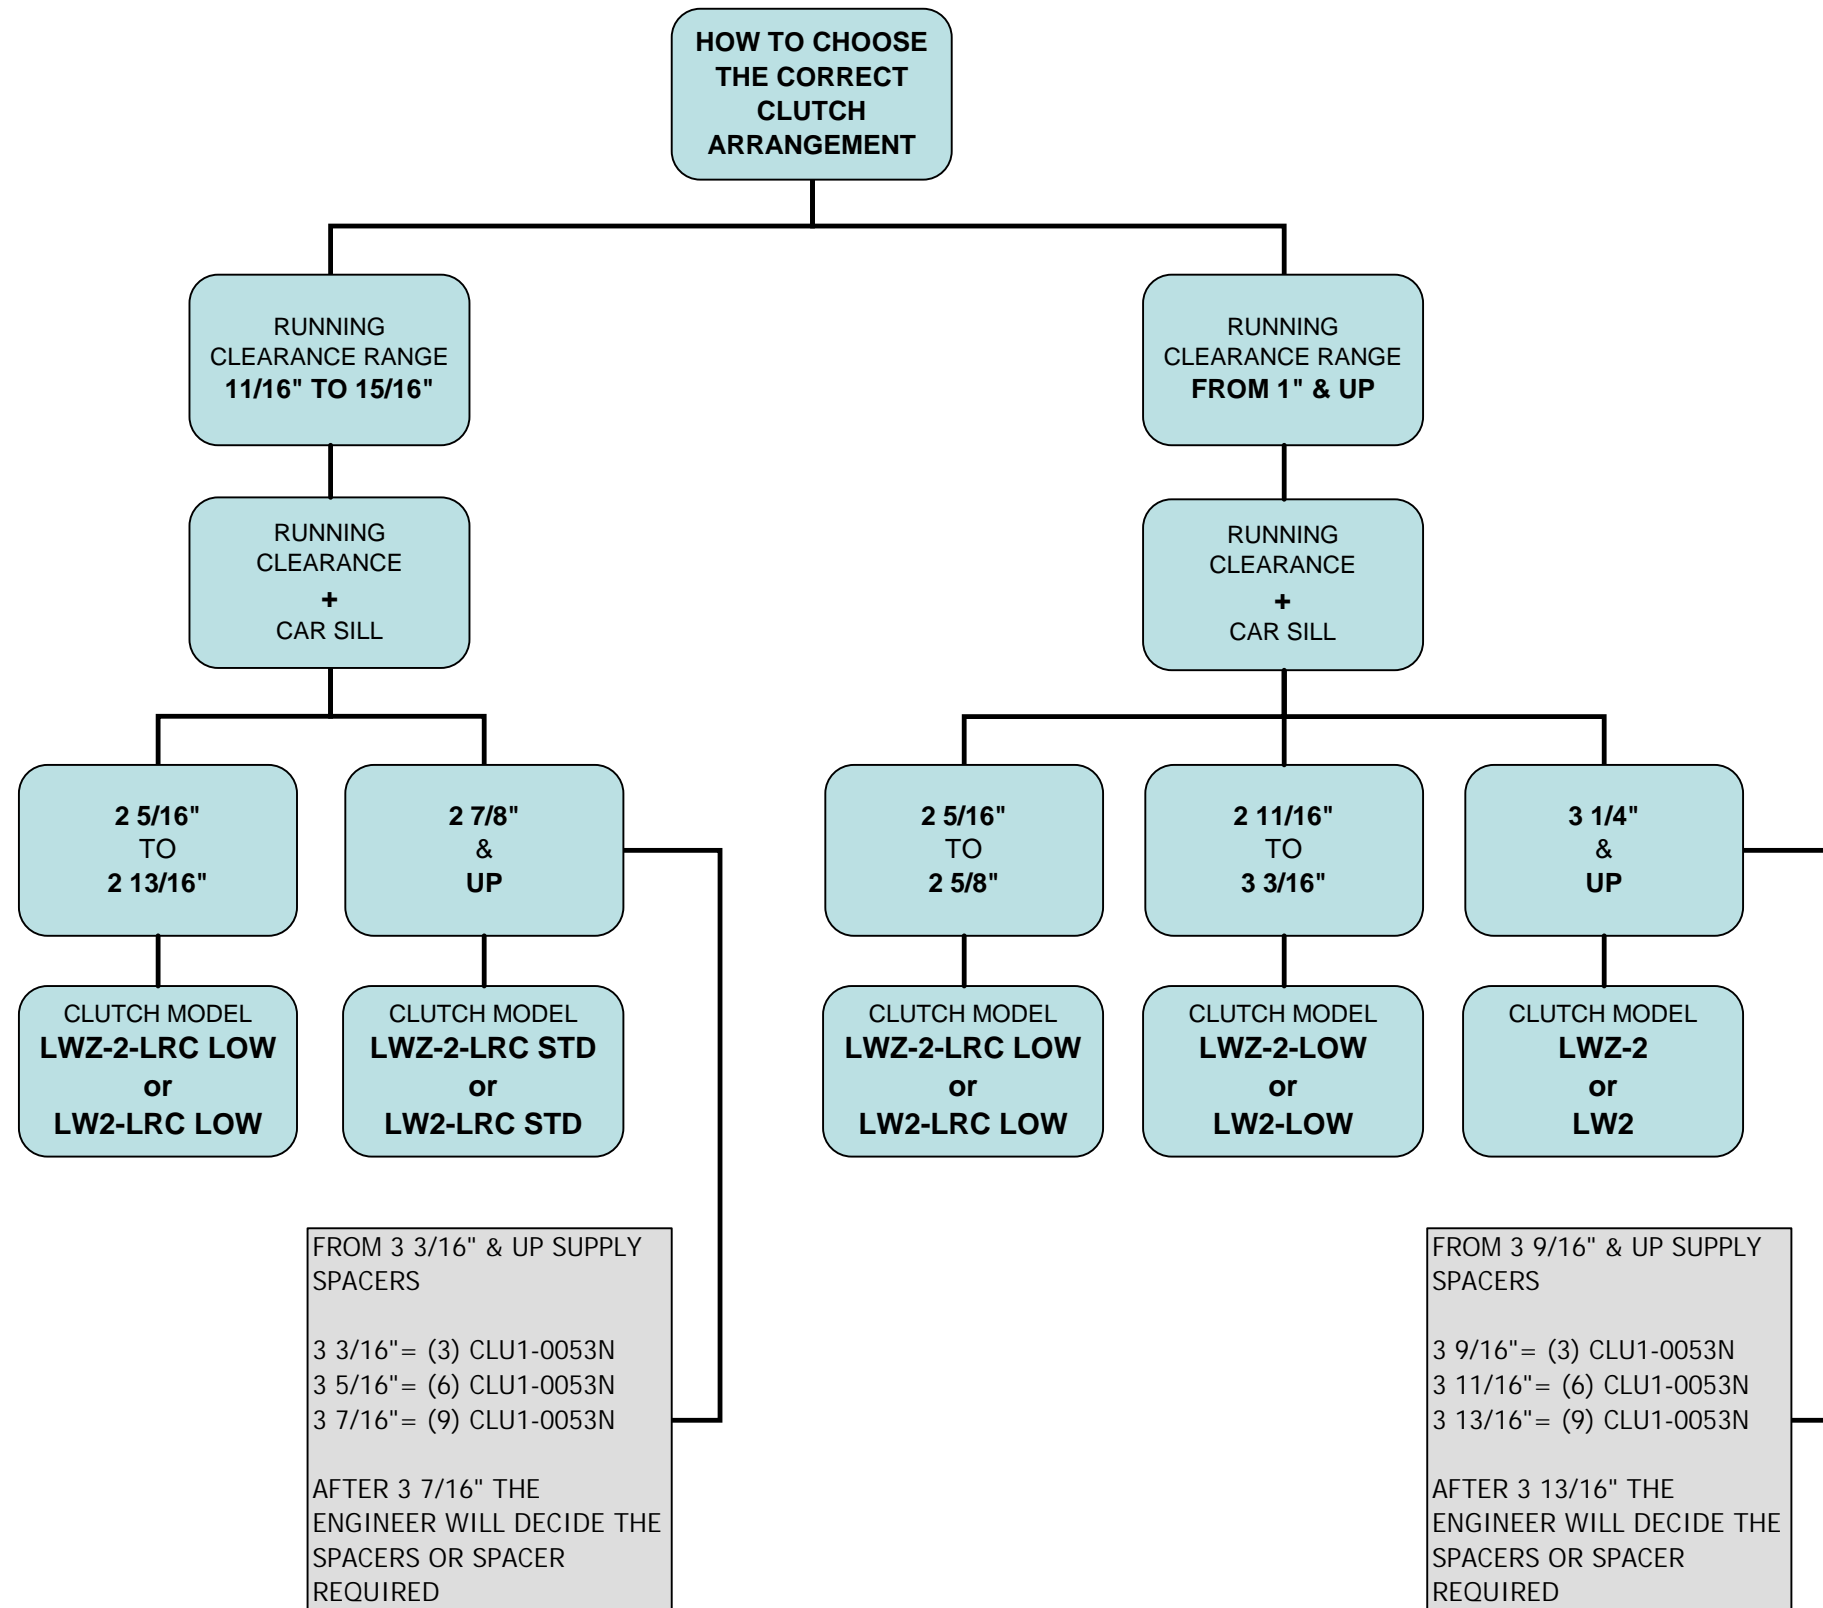 HOW TO CHOOSE
THE CORRECT
CLUTCH
ARRANGEMENT
RUNNING
CLEARANCE RANGE
11/16" TO 15/16"
RUNNING
CLEARANCE RANGE
FROM 1" & UP
RUNNING
CLEARANCE
+
CAR SILL
RUNNING
CLEARANCE
+
CAR SILL
2 5/16"
TO
2 13/16"
2 7/8"
&
UP
2 5/16"
TO
2 5/8"
2 11/16"
TO
3 3/16"
3 1/4"
&
UP
CLUTCH MODEL
LWZ-2-LRC LOW
or
LW2-LRC LOW
CLUTCH MODEL
LWZ-2-LRC STD
or
LW2-LRC STD
CLUTCH MODEL
LWZ-2-LRC LOW
or
LW2-LRC LOW
CLUTCH MODEL
LWZ-2-LOW
or
LW2-LOW
CLUTCH MODEL
LWZ-2
or
LW2
FROM 3 3/16" & UP SUPPLY
SPACERS
3 3/16"= (3) CLU1-0053N
3 5/16"= (6) CLU1-0053N
3 7/16"= (9) CLU1-0053N
AFTER 3 7/16" THE
ENGINEER WILL DECIDE THE
SPACERS OR SPACER
REQUIRED
FROM 3 9/16" & UP SUPPLY
SPACERS
3 9/16"= (3) CLU1-0053N
3 11/16"= (6) CLU1-0053N
3 13/16"= (9) CLU1-0053N
AFTER 3 13/16" THE
ENGINEER WILL DECIDE THE
SPACERS OR SPACER
REQUIRED